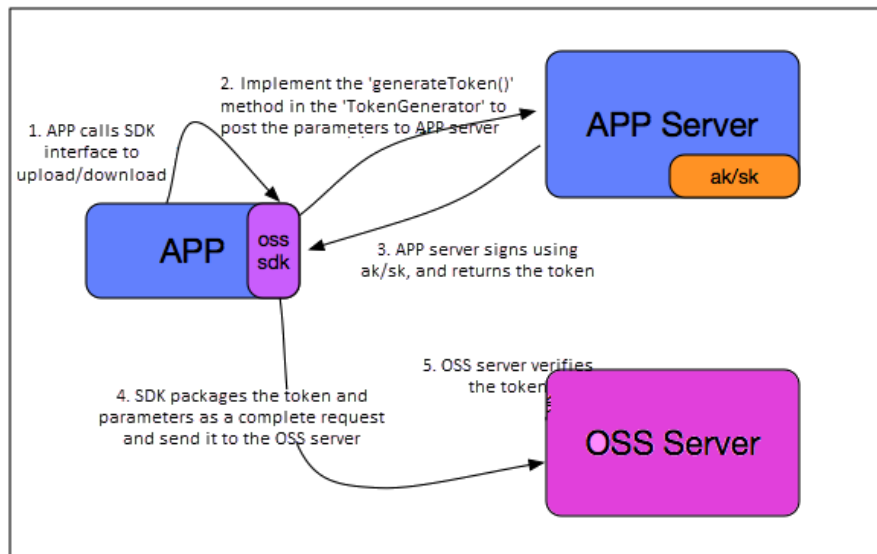 1. APP calls SDK
interface to
upload/download
2. Implement the 'generateToken()'
method in the 'TokenGenerator' to
post the parameters to APP server
APP Server
ak/sk
APP
oss
sdk
3. APP server signs using
ak/sk, and returns the token
4. SDK packages the token and
parameters as a complete request
and send it to the OSS server
5. OSS server verifies
the token
OSS Server